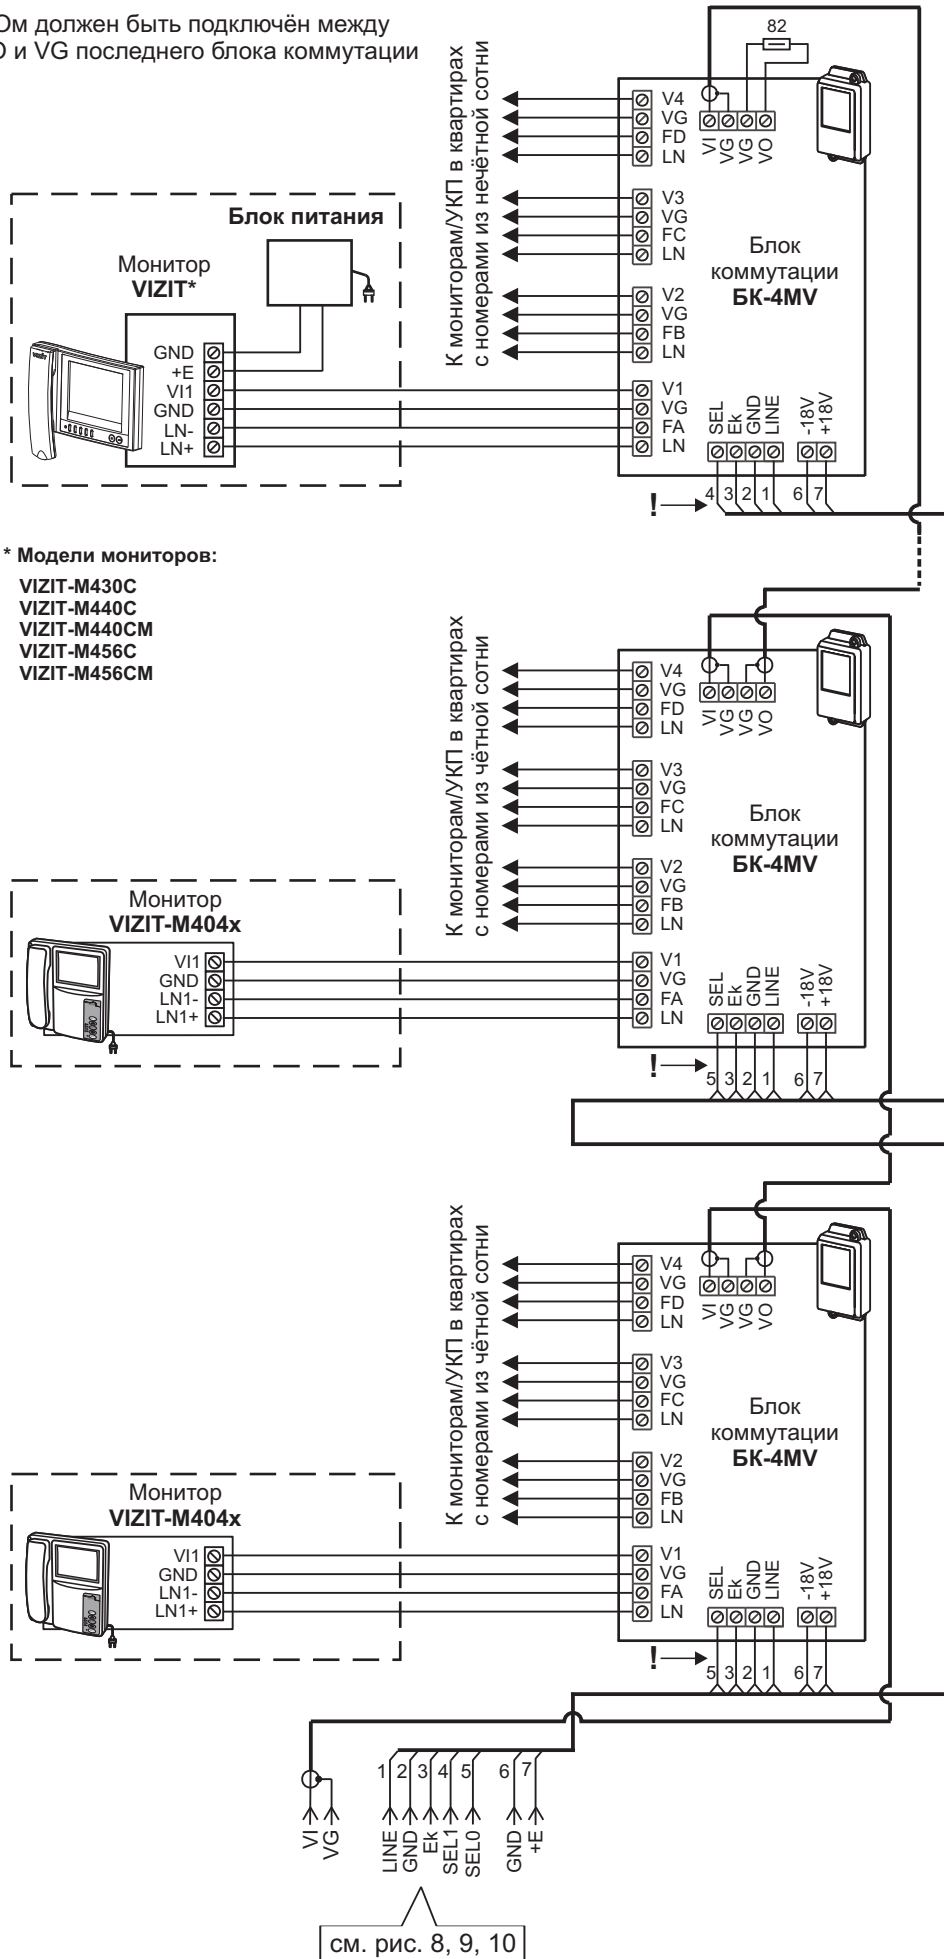 Ом должен быть подключён между
О и VG последнего блока коммутации
82
К мониторам/УКП в квартирах
с номерами из нечётной сотни
V4
VG
FD
LN
VI
VG
VG
VO
V3
VG
FC
LN
Блок
коммутации
БК-4MV
V2
VG
FB
LN
V1
VG
FA
LN
SEL
Ek
GND
LINE
-18V
+18V
! 4 3 2 1 6 7
Блок питания
Монитор
VIZIT*
GND
+E
VI1
GND
LN-
LN+
* Модели мониторов:
VIZIT-M430C
VIZIT-M440C
VIZIT-M440CM
VIZIT-M456C
VIZIT-M456CM
К мониторам/УКП в квартирах
с номерами из чётной сотни
V4
VG
FD
LN
VI
VG
VG
VO
V3
VG
FC
LN
Блок
коммутации
БК-4MV
V2
VG
FB
LN
V1
VG
FA
LN
SEL
Ek
GND
LINE
-18V
+18V
! 5 3 2 1 6 7
Монитор
VIZIT-M404x
VI1
GND
LN1-
LN1+
К мониторам/УКП в квартирах
с номерами из чётной сотни
V4
VG
FD
LN
VI
VG
VG
VO
V3
VG
FC
LN
Блок
коммутации
БК-4MV
V2
VG
FB
LN
V1
VG
FA
LN
SEL
Ek
GND
LINE
-18V
+18V
! 5 3 2 1 6 7
Монитор
VIZIT-M404x
VI1
GND
LN1-
LN1+
1 2 3 4 5 6 7
VI
VG
LINE
GND
Ek
SEL1
SEL0
GND
+E
см. рис. 8, 9, 10